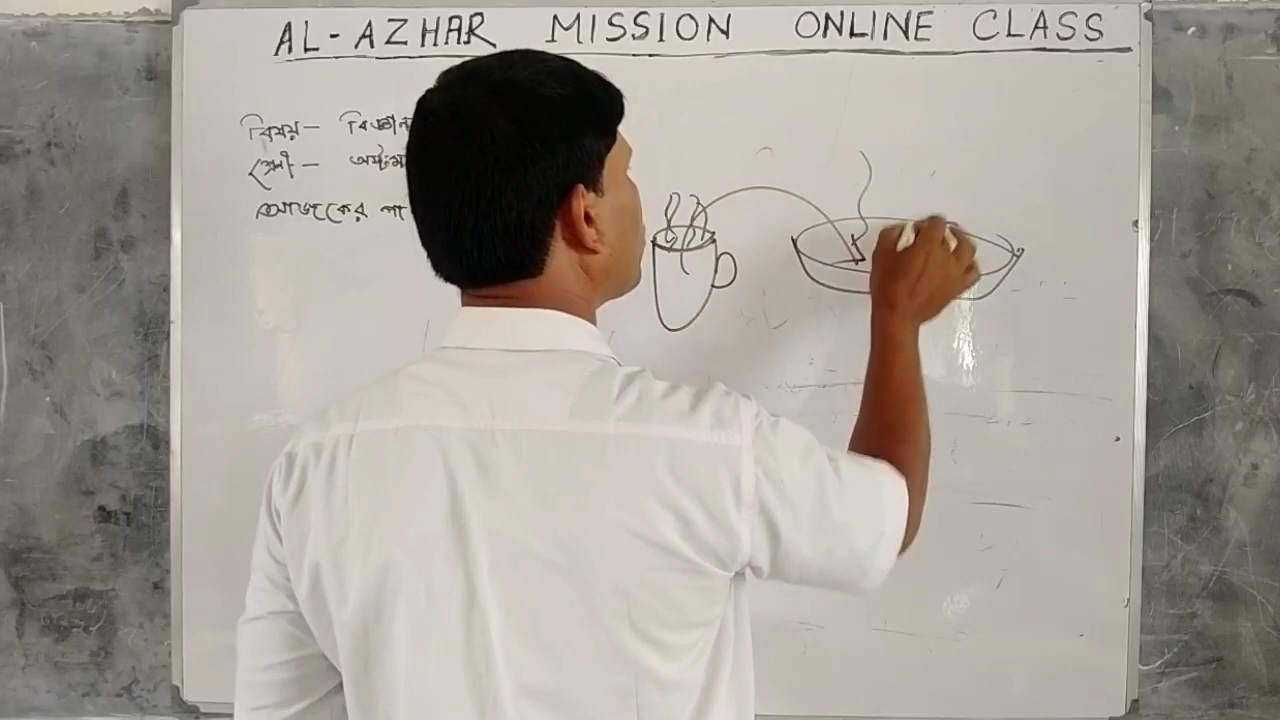 AL-AZHAR MISSION ONLINE CLASS
বিষয় – বিজ্ঞান
শ্রেণী – অষ্টম
আজকের পা